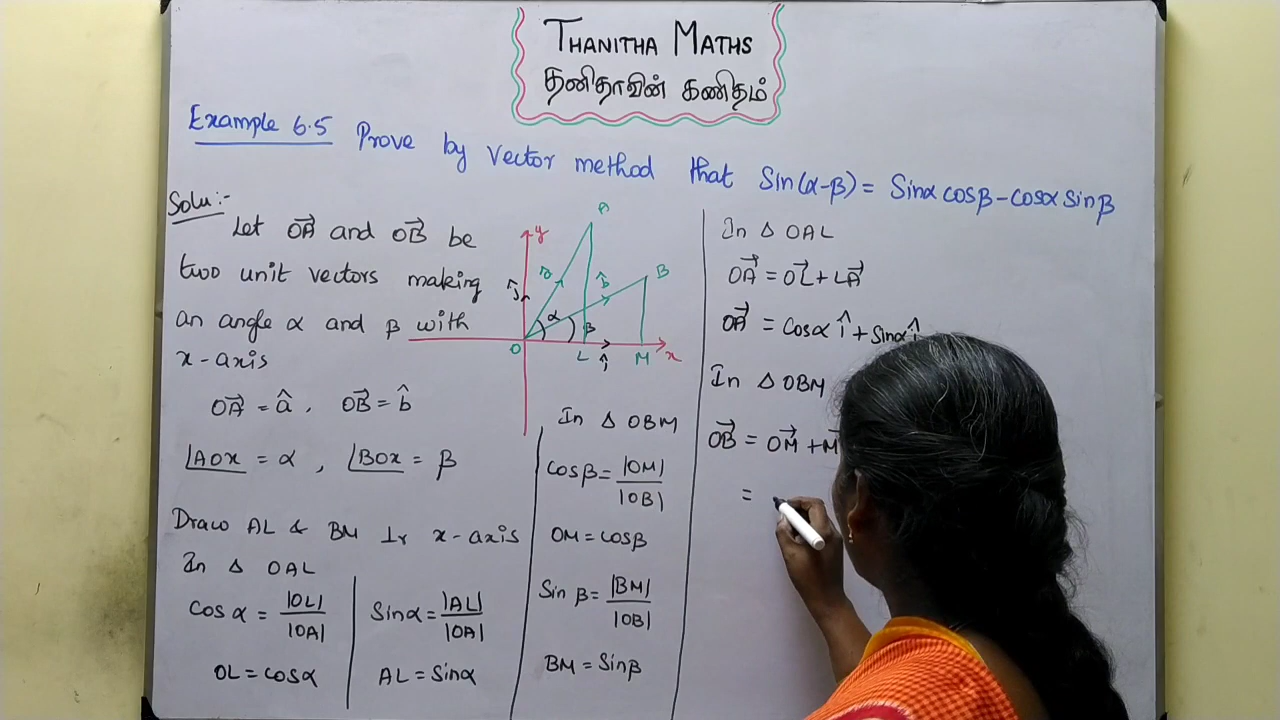 THANITHA MATHS
தனிதாவின் கணிதம்
Example 6.5 Prove by vector method that Sin(α-β) = Sinα cosβ - cosα sinβ
Solu:-
Let OA⃗ and OB⃗ be
two unit vectors making
an angle α and β with
x-axis
OA⃗ = â, OB⃗ = b̂
∠AOX = α, ∠BOX = β
Draw AL & BM ⊥r x-axis
In Δ OAL
Cos α = |OL| / |OA|
OL = cosα
Sinα = |AL| / |OA|
AL = Sinα
y
A
B
â
b̂
ĵ
α
β
O
L
M
x
î
In Δ OBM
Cosβ = |OM| / |OB|
OM = cosβ
Sin β = |BM| / |OB|
BM = Sinβ
In Δ OAL
OA⃗ = OL⃗ + LA⃗
OA⃗ = Cosα î + Sinα
In Δ OBM
OB⃗ = OM⃗ +
=